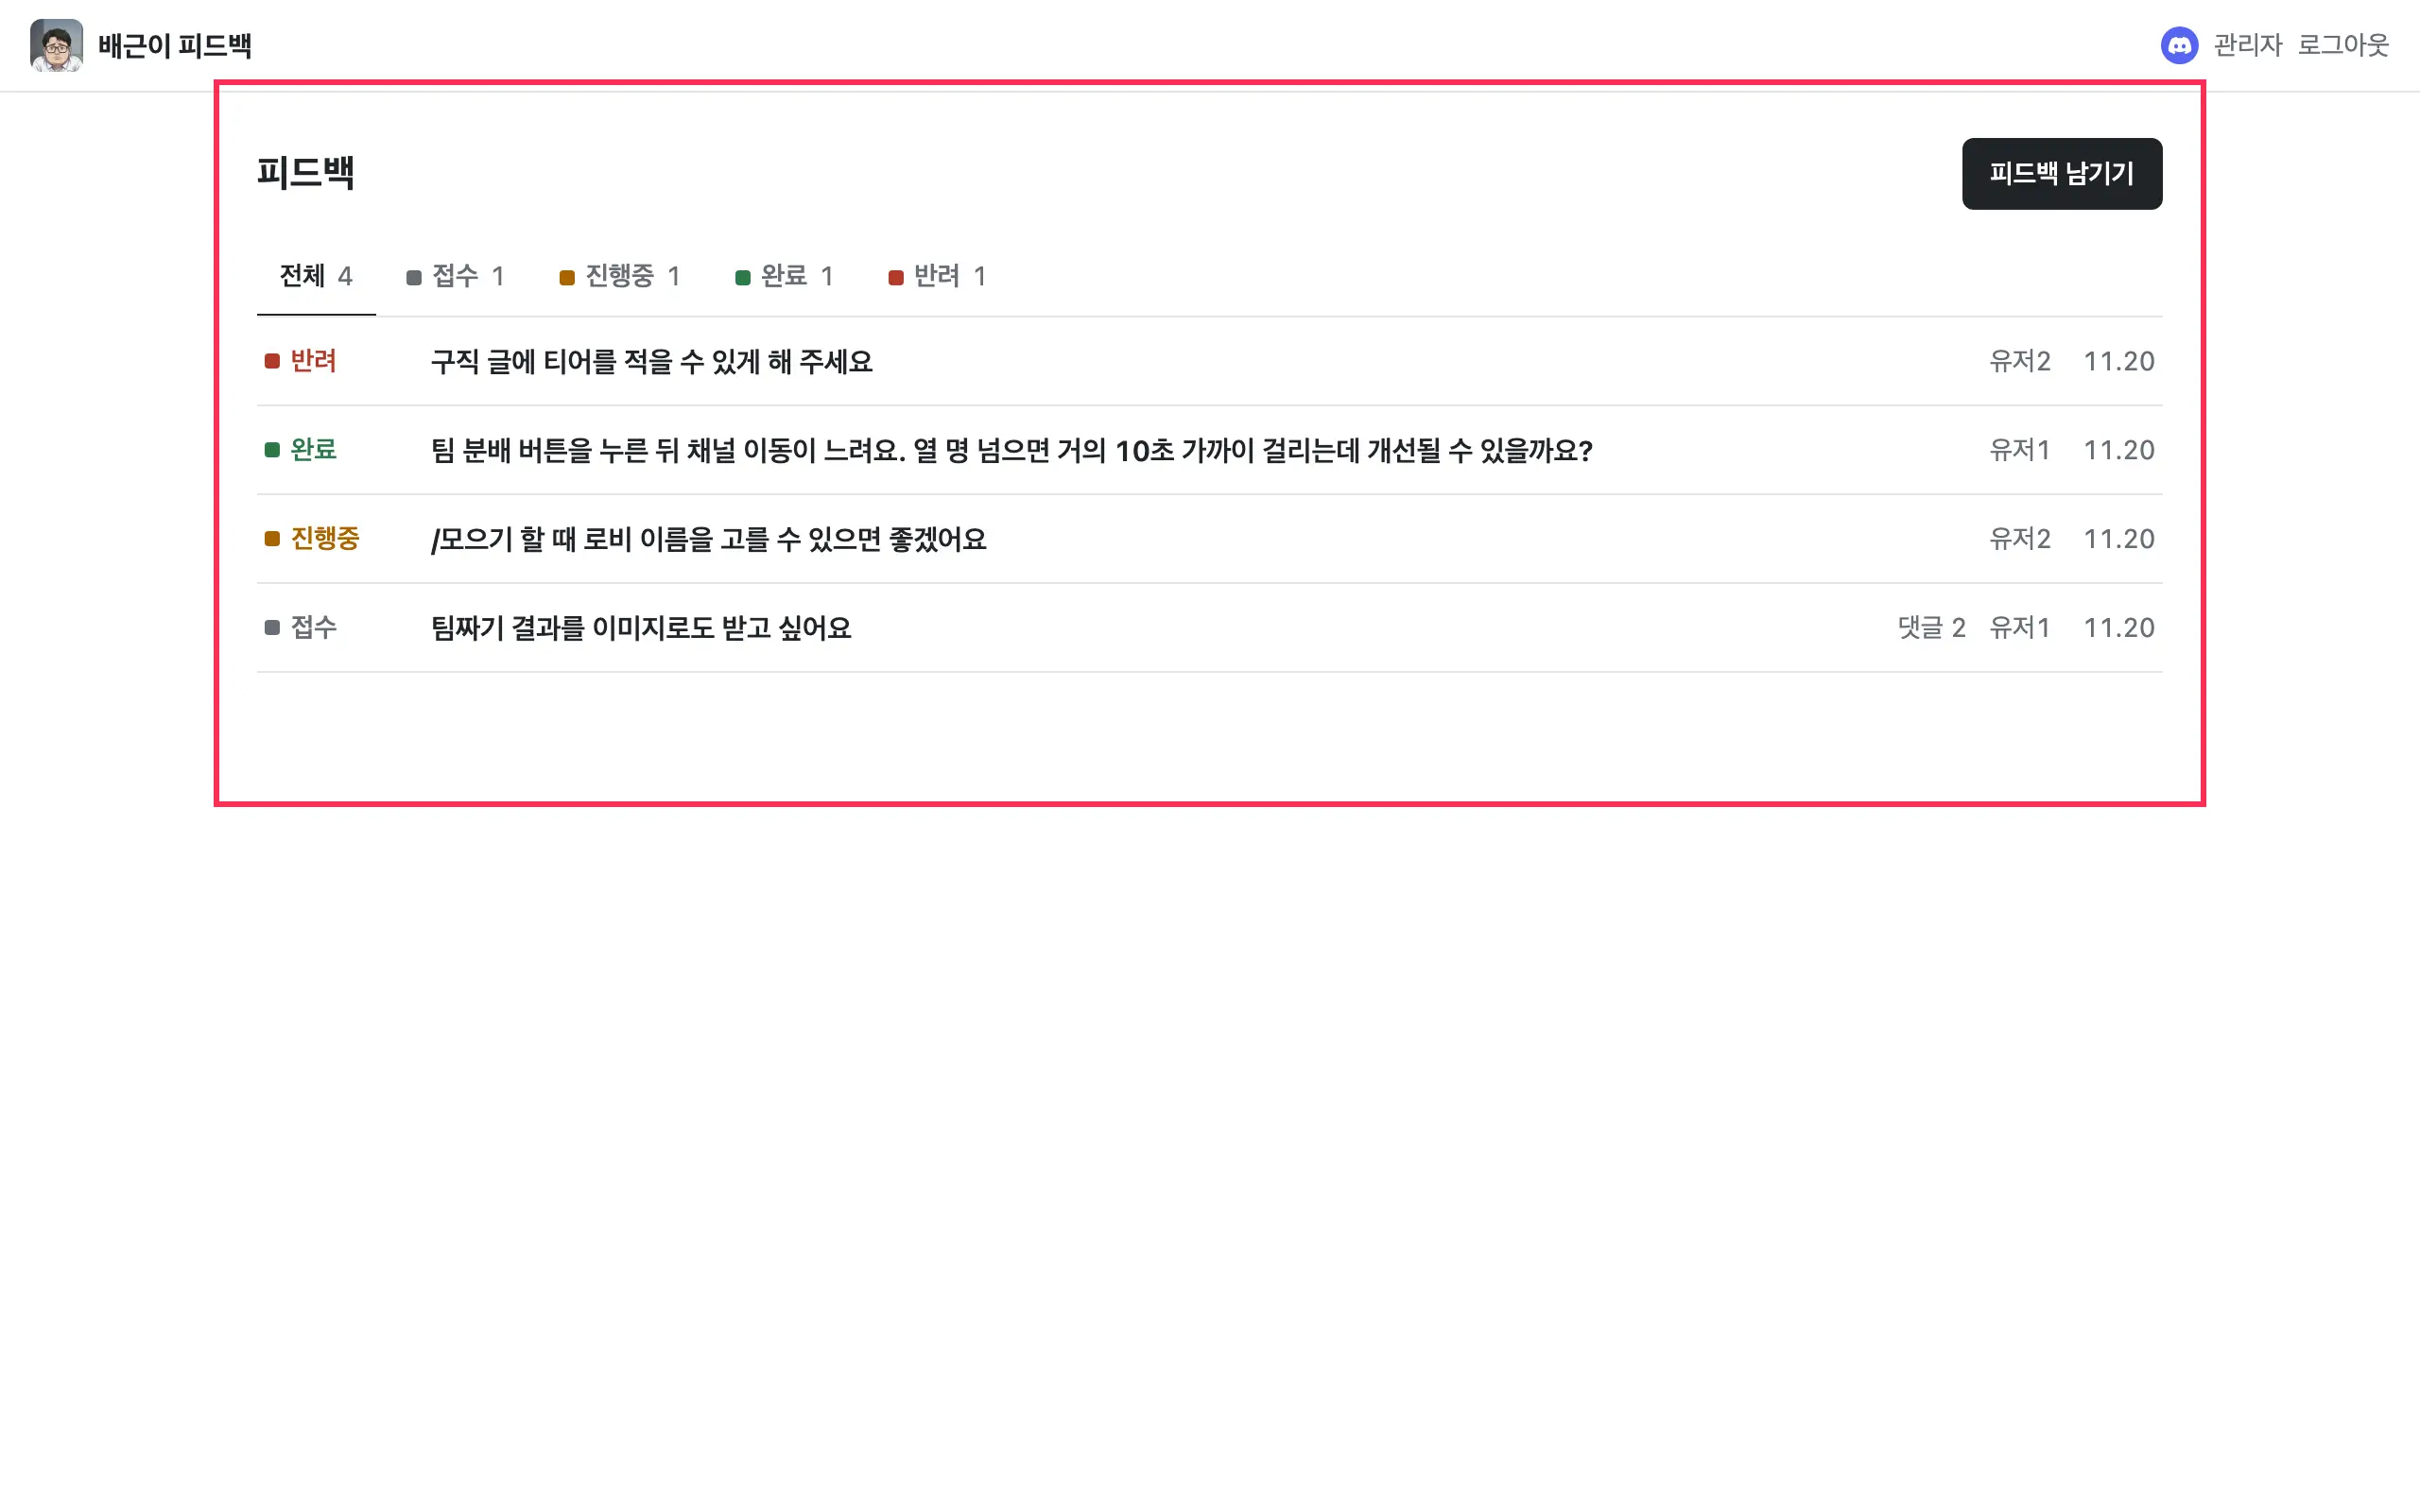 배근이 피드백
관리자 로그아웃
피드백
피드백 남기기
전체 4 접수 1 진행중 1 완료 1 반려 1
반려 구직 글에 티어를 적을 수 있게 해 주세요 유저2 11.20
완료 팀 분배 버튼을 누른 뒤 채널 이동이 느려요. 열 명 넘으면 거의 10초 가까이 걸리는데 개선될 수 있을까요? 유저1 11.20
진행중 /모으기 할 때 로비 이름을 고를 수 있으면 좋겠어요 유저2 11.20
접수 팀짜기 결과를 이미지로도 받고 싶어요 댓글 2 유저1 11.20